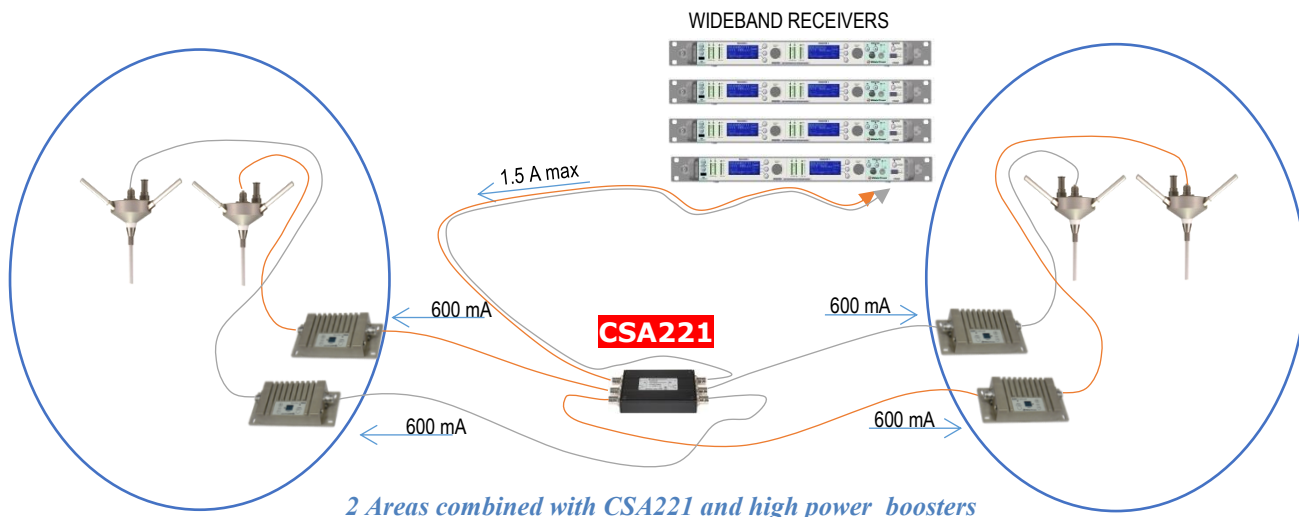 WIDEBAND RECEIVERS
1.5 A max
600 mA
600 mA
CSA221
600 mA
600 mA
2 Areas combined with CSA221 and high power boosters